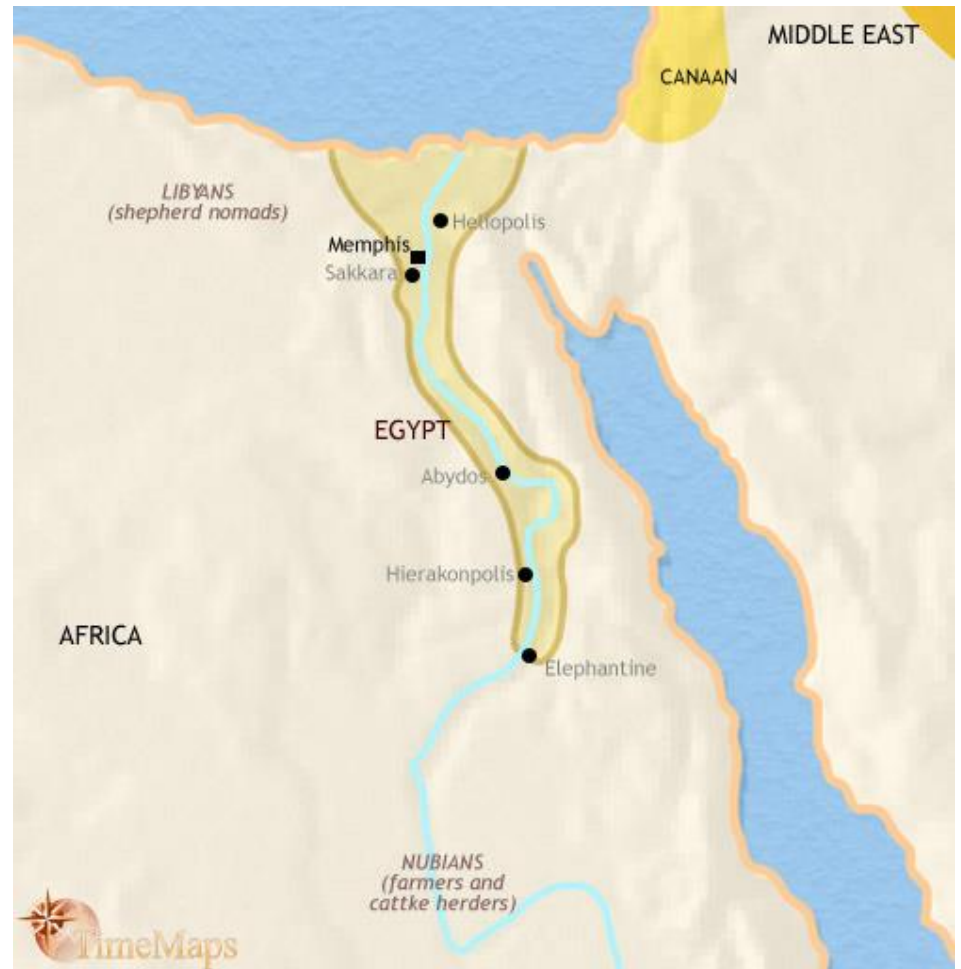 MIDDLE EAST
CANAAN
LIBYANS
(shepherd nomads)
Heliopolis
Memphis
Sakkara
EGYPT
Abydos
Hierakonpolis
AFRICA
Elephantine
NUBIANS
(farmers and
cattke herders)
TimeMaps